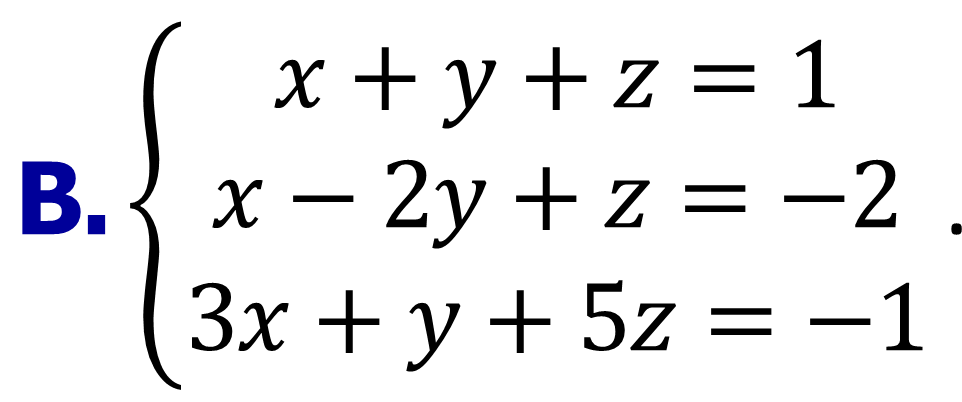 x + y + z = 1
B. x − 2y + z = −2 .
3x + y + 5z = −1